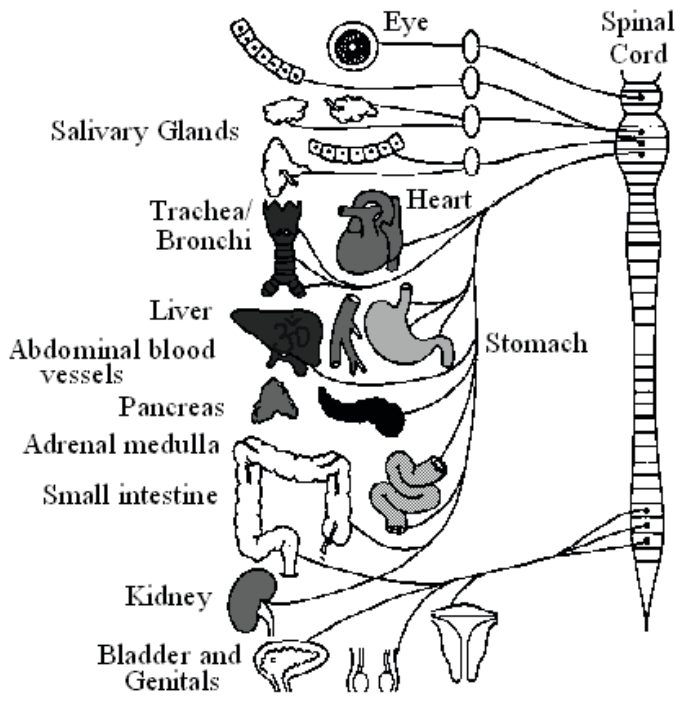 Eye
Spinal
Cord
Salivary Glands
Trachea/
Bronchi
Heart
Liver
ॐ
Abdominal blood
vessels
Stomach
Pancreas
Adrenal medulla
Small intestine
Kidney
Bladder and
Genitals